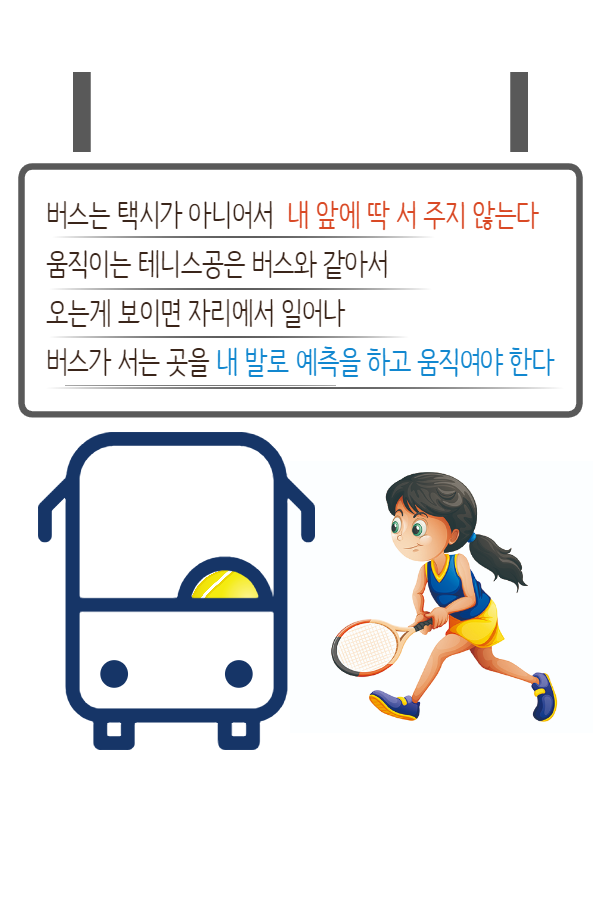 버스는 택시가 아니어서 내 앞에 딱 서 주지 않는다
움직이는 테니스공은 버스와 같아서
오는게 보이면 자리에서 일어나
버스가 서는 곳을 내 발로 예측을 하고 움직여야 한다